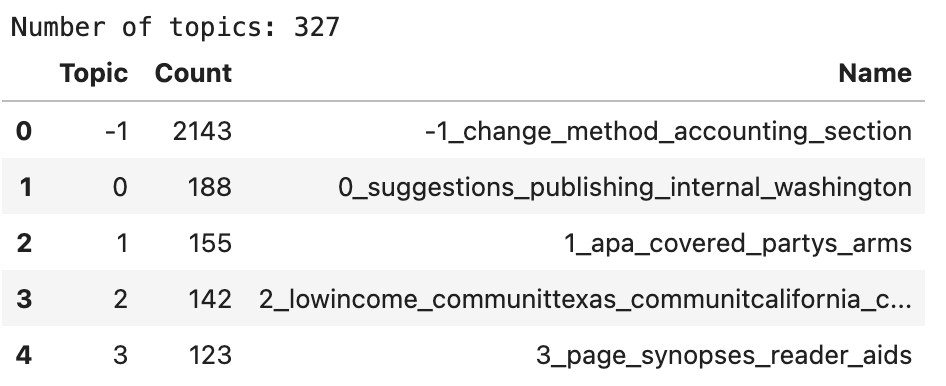 Number of topics: 327
Topic Count Name
0 -1 2143 -1_change_method_accounting_section
1 0 188 0_suggestions_publishing_internal_washington
2 1 155 1_apa_covered_partys_arms
3 2 142 2_lowincome_communittexas_communitcalifornia_c...
4 3 123 3_page_synopses_reader_aids